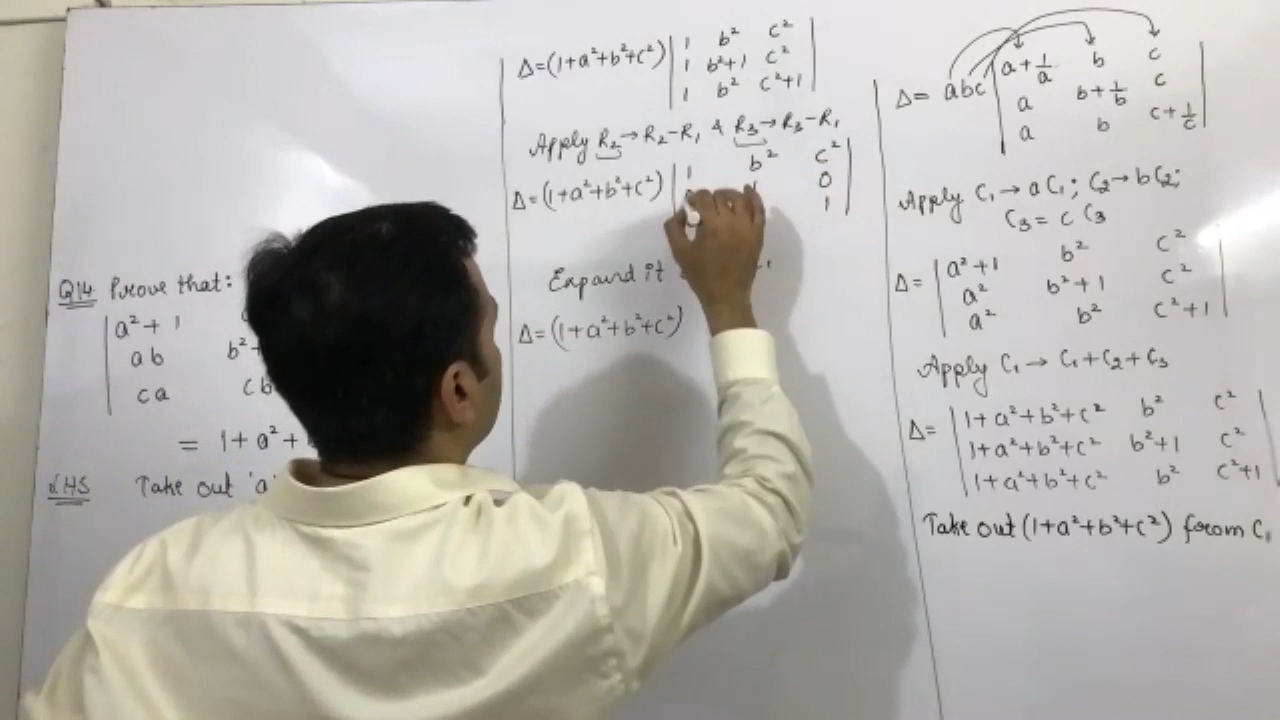 Q14 Prove that:
a² + 1
ab b² +
ca cb
= 1 + a² +
LHS Take out 'a'
Δ = (1+a²+b²+c²) | 1 b² c² |
| 1 b²+1 c² |
| 1 b² c²+1 |
Apply R₂ → R₂-R₁ & R₃ → R₃-R₁
Δ = (1+a²+b²+c²) | 1 b² c² |
1 0
1
Expand it
Δ = (1+a²+b²+c²)
Δ = abc | a + 1/a b c |
| a b + 1/b c |
| a b c + 1/c |
Apply C₁ → aC₁; C₂ → bC₂;
C₃ = c C₃
Δ = | a² + 1 b² c² |
| a² b² + 1 c² |
| a² b² c² + 1 |
Apply C₁ → C₁ + C₂ + C₃
Δ = | 1+a²+b²+c² b² c² |
| 1+a²+b²+c² b²+1 c² |
| 1+a²+b²+c² b² c²+1 |
Take out (1+a²+b²+c²) from C₁